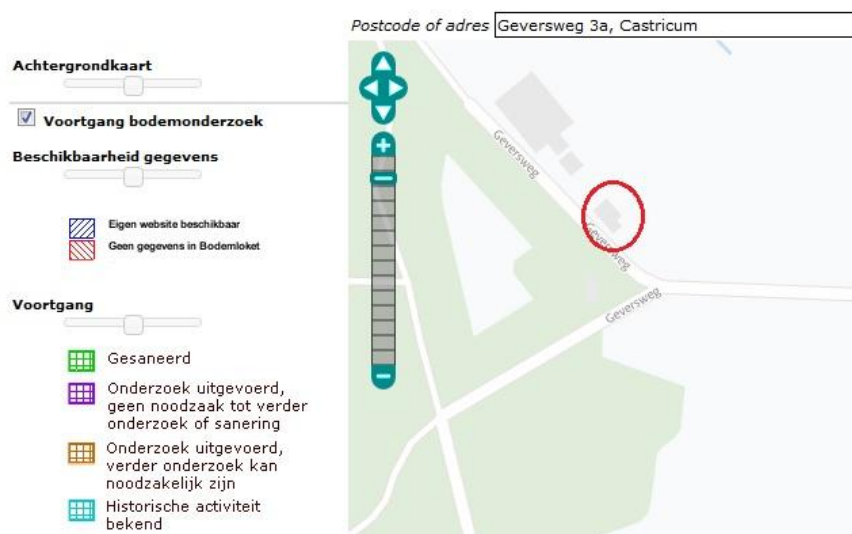 Postcode of adres Geversweg 3a, Castricum
Achtergrondkaart
Voortgang bodemonderzoek
Beschikbaarheid gegevens
Eigen website beschikbaar
Geen gegevens in Bodemloket
Voortgang
Gesaneerd
Onderzoek uitgevoerd,
geen noodzaak tot verder
onderzoek of sanering
Onderzoek uitgevoerd,
verder onderzoek kan
noodzakelijk zijn
Historische activiteit
bekend
Geversweg
Geversweg
Geversweg